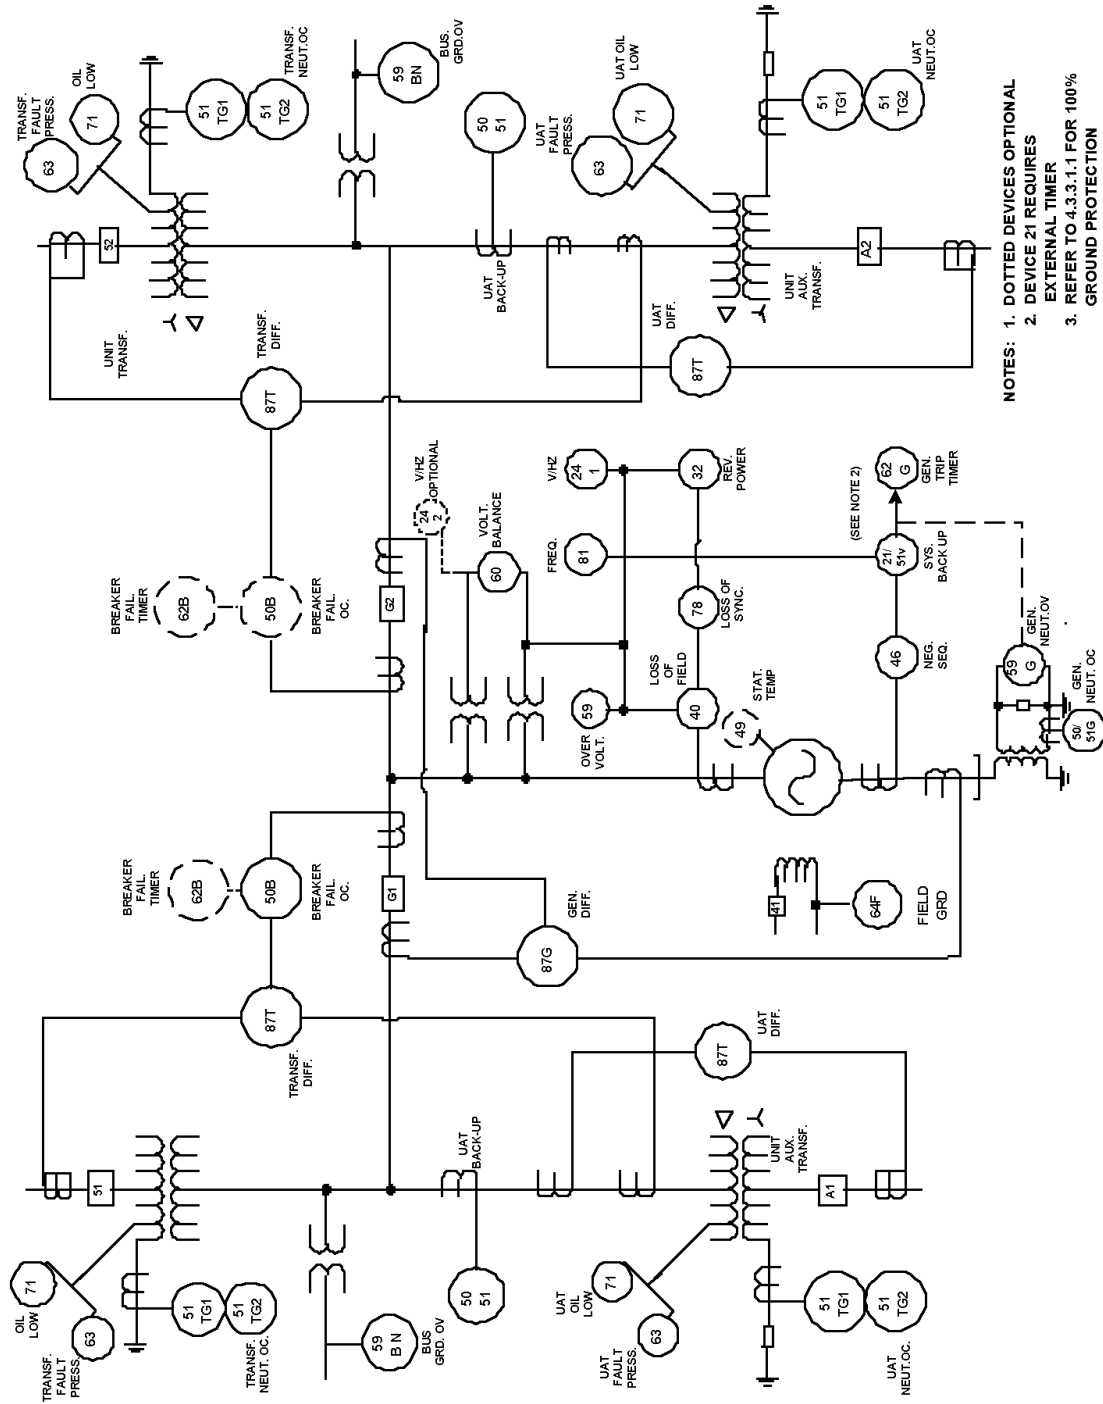 OIL
LOW
71
TRANSF.
FAULT
PRESS.
63
51
51
TG1
51
TG2
TRANSF.
NEUT. OC.
59
B N
BUS
GRD. OV
50
51
UAT
BACK-UP
TRANSF.
DIFF.
87T
BREAKER
FAIL.
TIMER
62B
50B
BREAKER
FAIL.
OC.
G1
87G
GEN.
DIFF.
UAT OIL
LOW
71
UAT FAULT
PRESS.
63
UNIT
AUX.
TRANSF.
A1
51
TG1
51
TG2
UAT
NEUT.OC.
87T
UAT
DIFF.
41
64F
FIELD
GRD
BREAKER
FAIL.
TIMER
62B
50B
BREAKER
FAIL.
OC.
G2
V/HZ
OPTIONAL
24
2
VOLT.
BALANCE
60
OVER
VOLT.
59
FREQ.
81
V/HZ
24
1
LOSS
OF
FIELD
40
78
LOSS OF
SYNC.
32
REV.
POWER
STAT.
TEMP
49
46
NEG.
SEQ.
21/
51v
SYS.
BACK UP
(SEE NOTE 2)
62
G
GEN.
TRIP
TIMER
59
G
GEN.
NEUT.OV
50/
51G
GEN.
NEUT. OC
TRANSF.
FAULT
PRESS.
63
OIL
LOW
71
52
UNIT
TRANSF.
TRANSF.
DIFF.
87T
51
TG1
51
TG2
TRANSF.
NEUT.OC
59
BN
BUS.
GRD.OV
50
51
UAT
BACK-UP
UAT
FAULT
PRESS.
63
UAT OIL
LOW
71
UAT
DIFF.
87T
UNIT
AUX.
TRANSF.
A2
51
TG1
51
TG2
UAT
NEUT.OC
NOTES: 1. DOTTED DEVICES OPTIONAL
2. DEVICE 21 REQUIRES
EXTERNAL TIMER
3. REFER TO 4.3.3.1.1 FOR 100%
GROUND PROTECTION